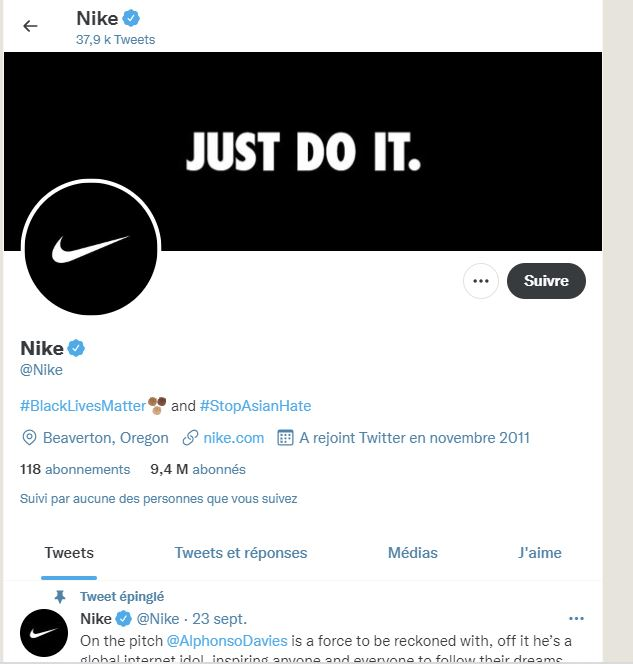 Nike
37,9 k Tweets
JUST DO IT.
Suivre
Nike
@Nike
#BlackLivesMatter and #StopAsianHate
Beaverton, Oregon nike.com A rejoint Twitter en novembre 2011
118 abonnements 9,4 M abonnés
Suivi par aucune des personnes que vous suivez
Tweets Tweets et réponses Médias J'aime
Tweet épinglé
Nike @Nike · 23 sept.
On the pitch @AlphonsoDavies is a force to be reckoned with, off it he's a
global internet idol, inspiring anyone and everyone to follow their dreams.